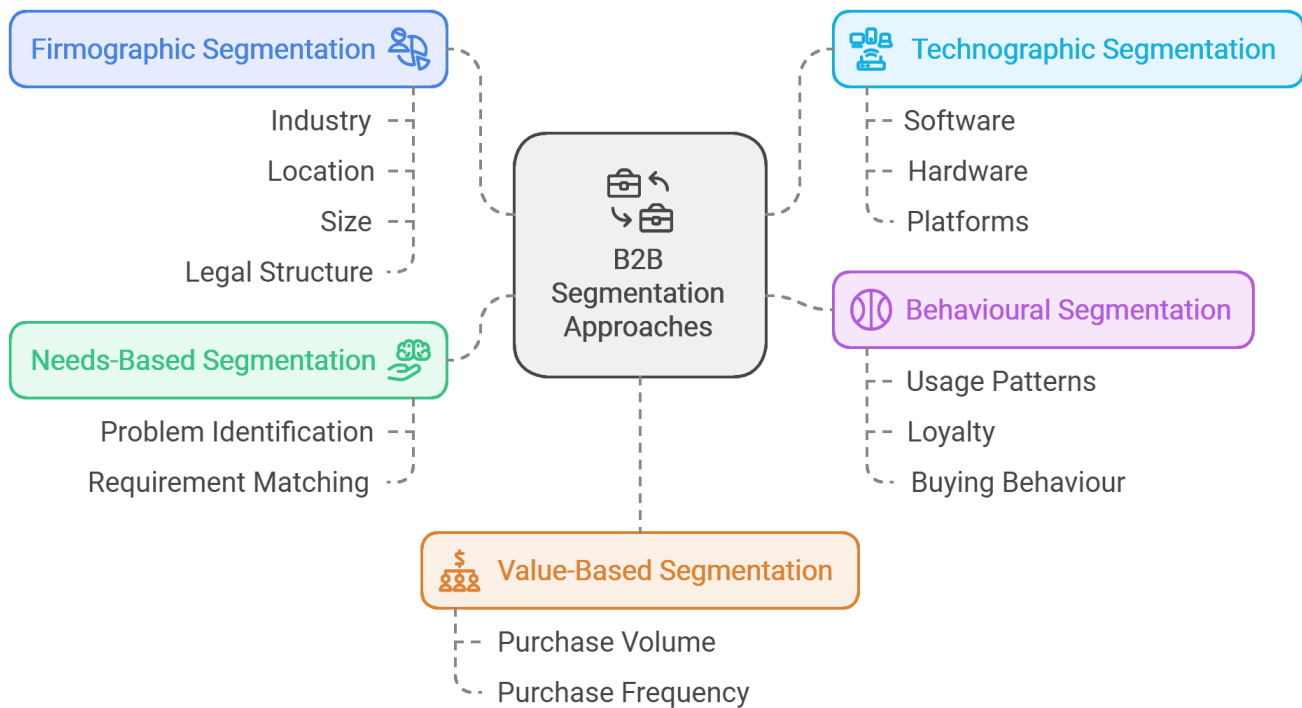 Firmographic Segmentation
Industry
Location
Size
Legal Structure
Needs-Based Segmentation
Problem Identification
Requirement Matching
B2B
Segmentation
Approaches
Technographic Segmentation
Software
Hardware
Platforms
Behavioural Segmentation
Usage Patterns
Loyalty
Buying Behaviour
$
Value-Based Segmentation
Purchase Volume
Purchase Frequency